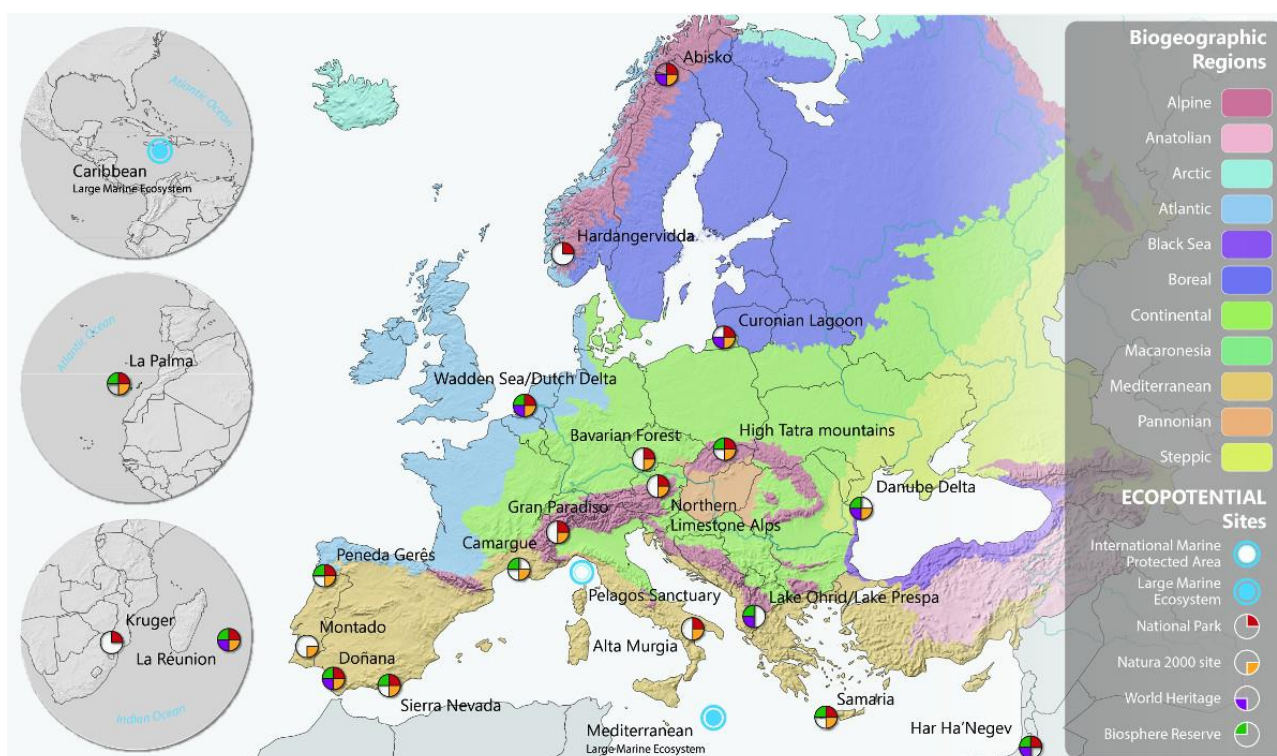 Atlantic Ocean
Caribbean
Large Marine Ecosystem
Atlantic Ocean
La Palma
Kruger
La Réunion
Indian Ocean
Abisko
Hardangervidda
Curonian Lagoon
Wadden Sea/Dutch Delta
Bavarian Forest
High Tatra mountains
Gran Paradiso
Northern
Limestone Alps
Danube Delta
Camargue
Peneda Gerês
Pelagos Sanctuary
Lake Ohrid/Lake Prespa
Montado
Alta Murgia
Doñana
Sierra Nevada
Samaria
Mediterranean
Large Marine Ecosystem
Har Ha'Negev
Biogeographic
Regions
Alpine
Anatolian
Arctic
Atlantic
Black Sea
Boreal
Continental
Macaronesia
Mediterranean
Pannonian
Steppic
ECOPOTENTIAL
Sites
International Marine
Protected Area
Large Marine
Ecosystem
National Park
Natura 2000 site
World Heritage
Biosphere Reserve